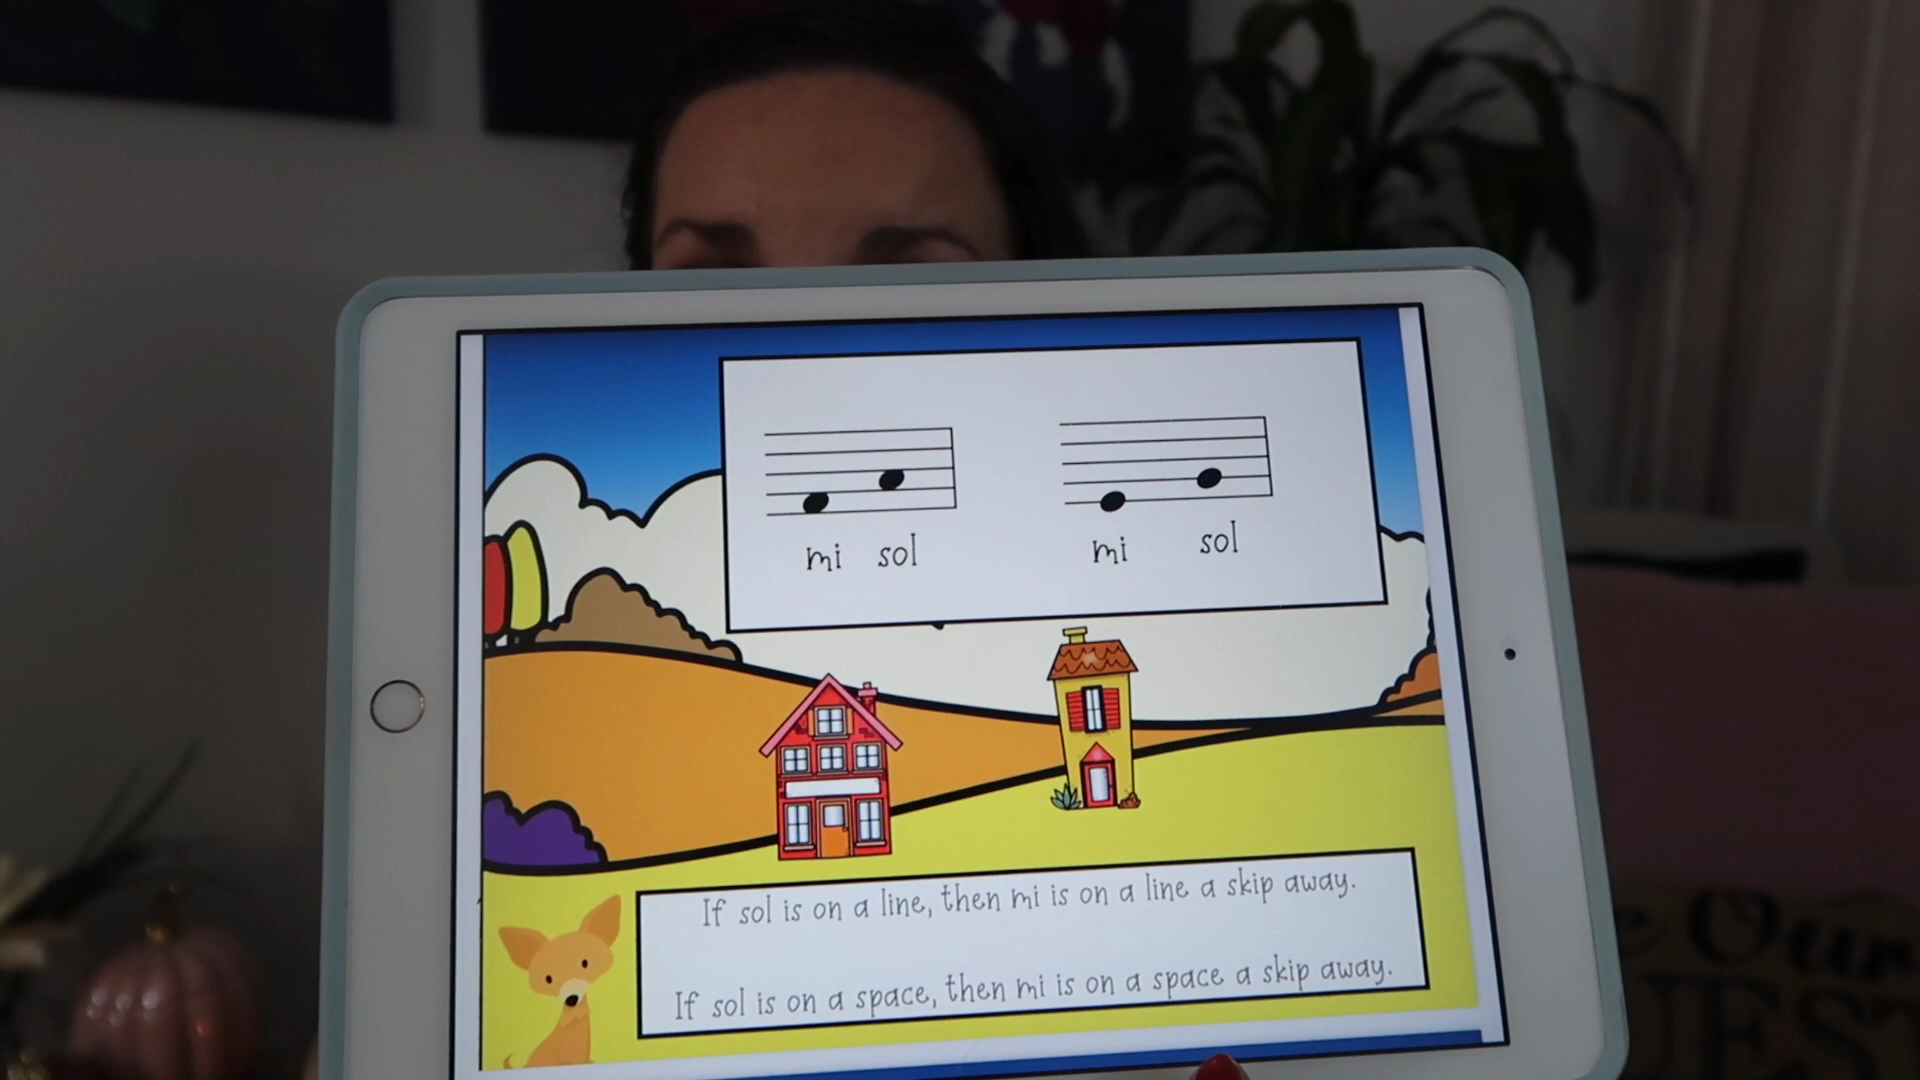 mi sol mi sol
If sol is on a line, then mi is on a line a skip away.
If sol is on a space, then mi is on a space a skip away.
Our